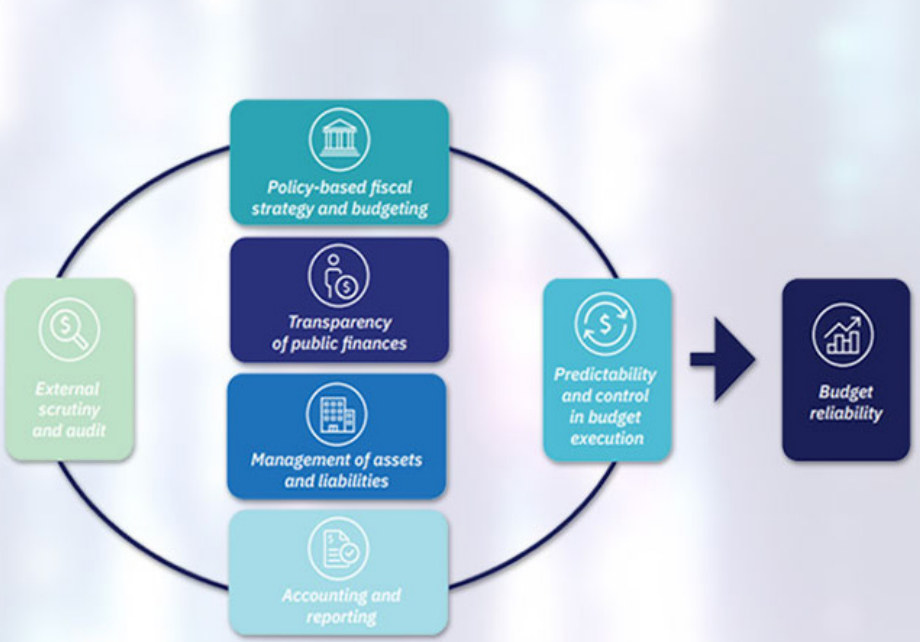 Policy-based fiscal
strategy and budgeting
Transparency
of public finances
External
scrutiny
and audit
Predictability
and control
in budget
execution
Budget
reliability
Management of assets
and liabilities
Accounting and
reporting